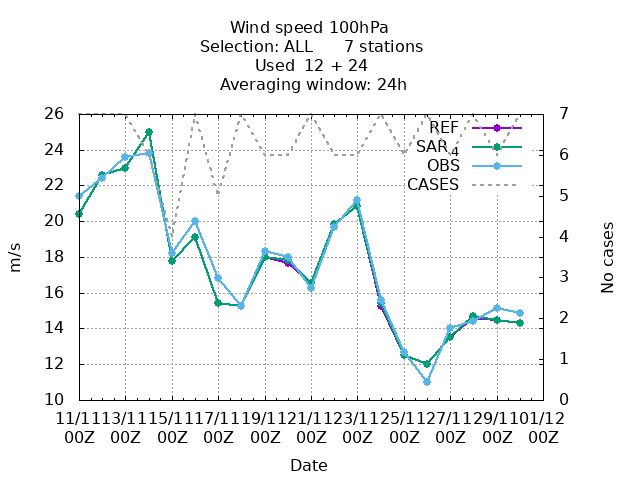 Wind speed 100hPa
Selection: ALL 7 stations
Used 12 + 24
Averaging window: 24h
REF
SAR4
OBS
CASES
m/s
26
24
22
20
18
16
14
12
10
No cases
7
6
5
4
3
2
1
0
11/11 13/11 15/11 17/11 19/11 21/11 23/11 25/11 27/11 29/11 01/12
00Z 00Z 00Z 00Z 00Z 00Z 00Z 00Z 00Z 00Z 00Z
Date